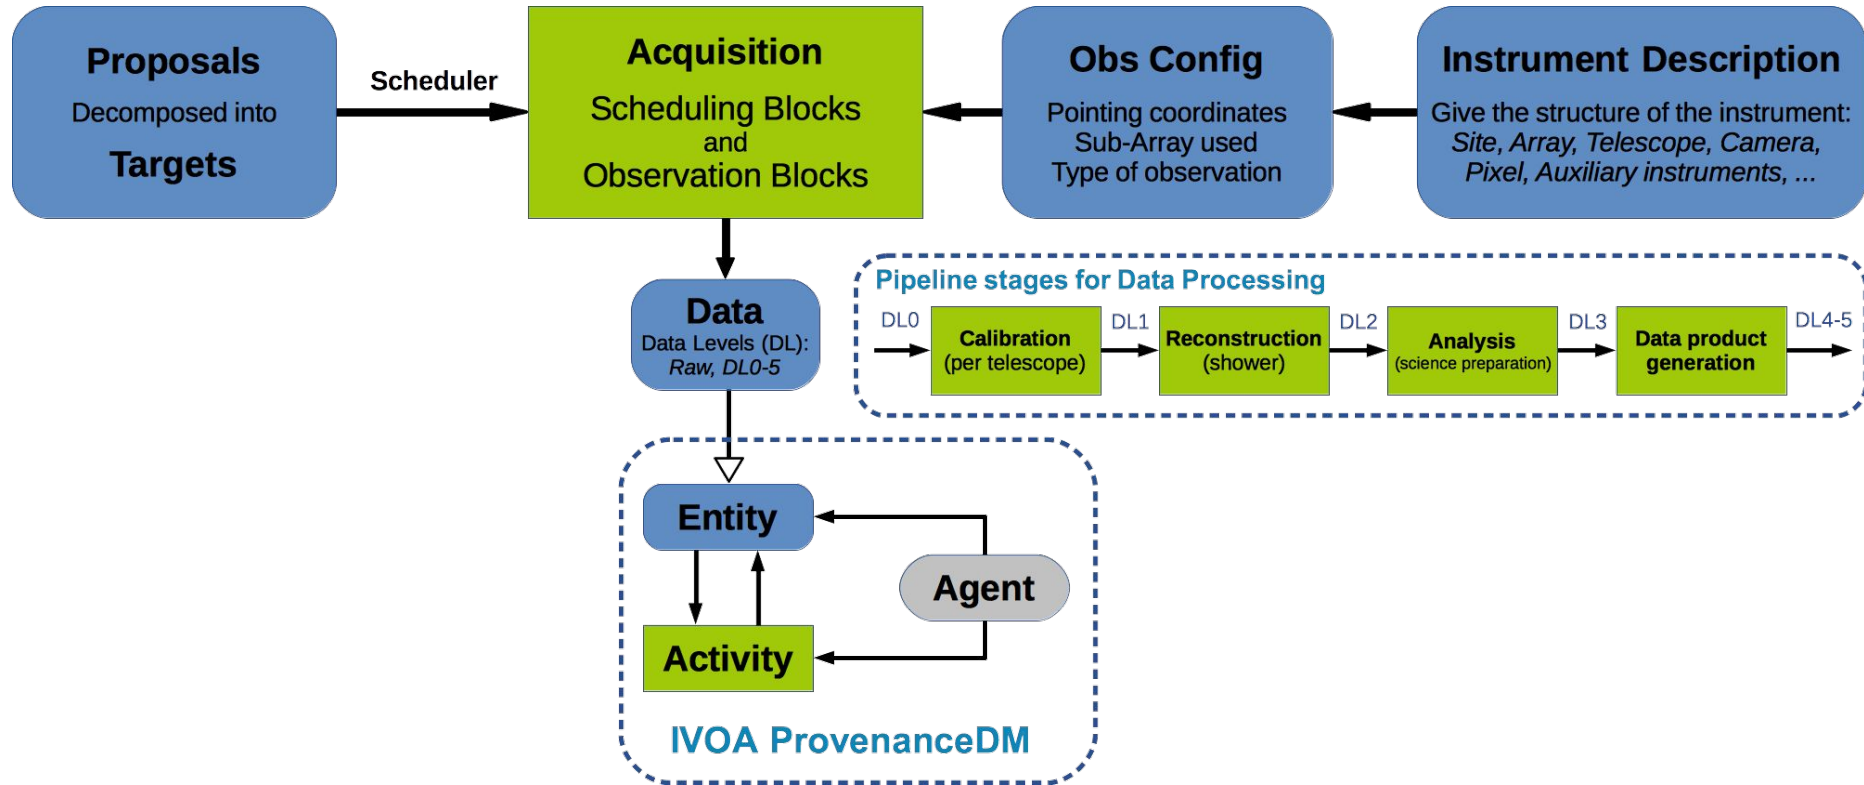 Proposals
Decomposed into
Targets
Scheduler
Acquisition
Scheduling Blocks
and
Observation Blocks
Obs Config
Pointing coordinates
Sub-Array used
Type of observation
Instrument Description
Give the structure of the instrument:
Site, Array, Telescope, Camera,
Pixel, Auxiliary instruments, ...
Data
Data Levels (DL):
Raw, DL0-5
Pipeline stages for Data Processing
DL0
Calibration
(per telescope)
DL1
Reconstruction
(shower)
DL2
Analysis
(science preparation)
DL3
Data product
generation
DL4-5
Entity
Agent
Activity
IVOA ProvenanceDM